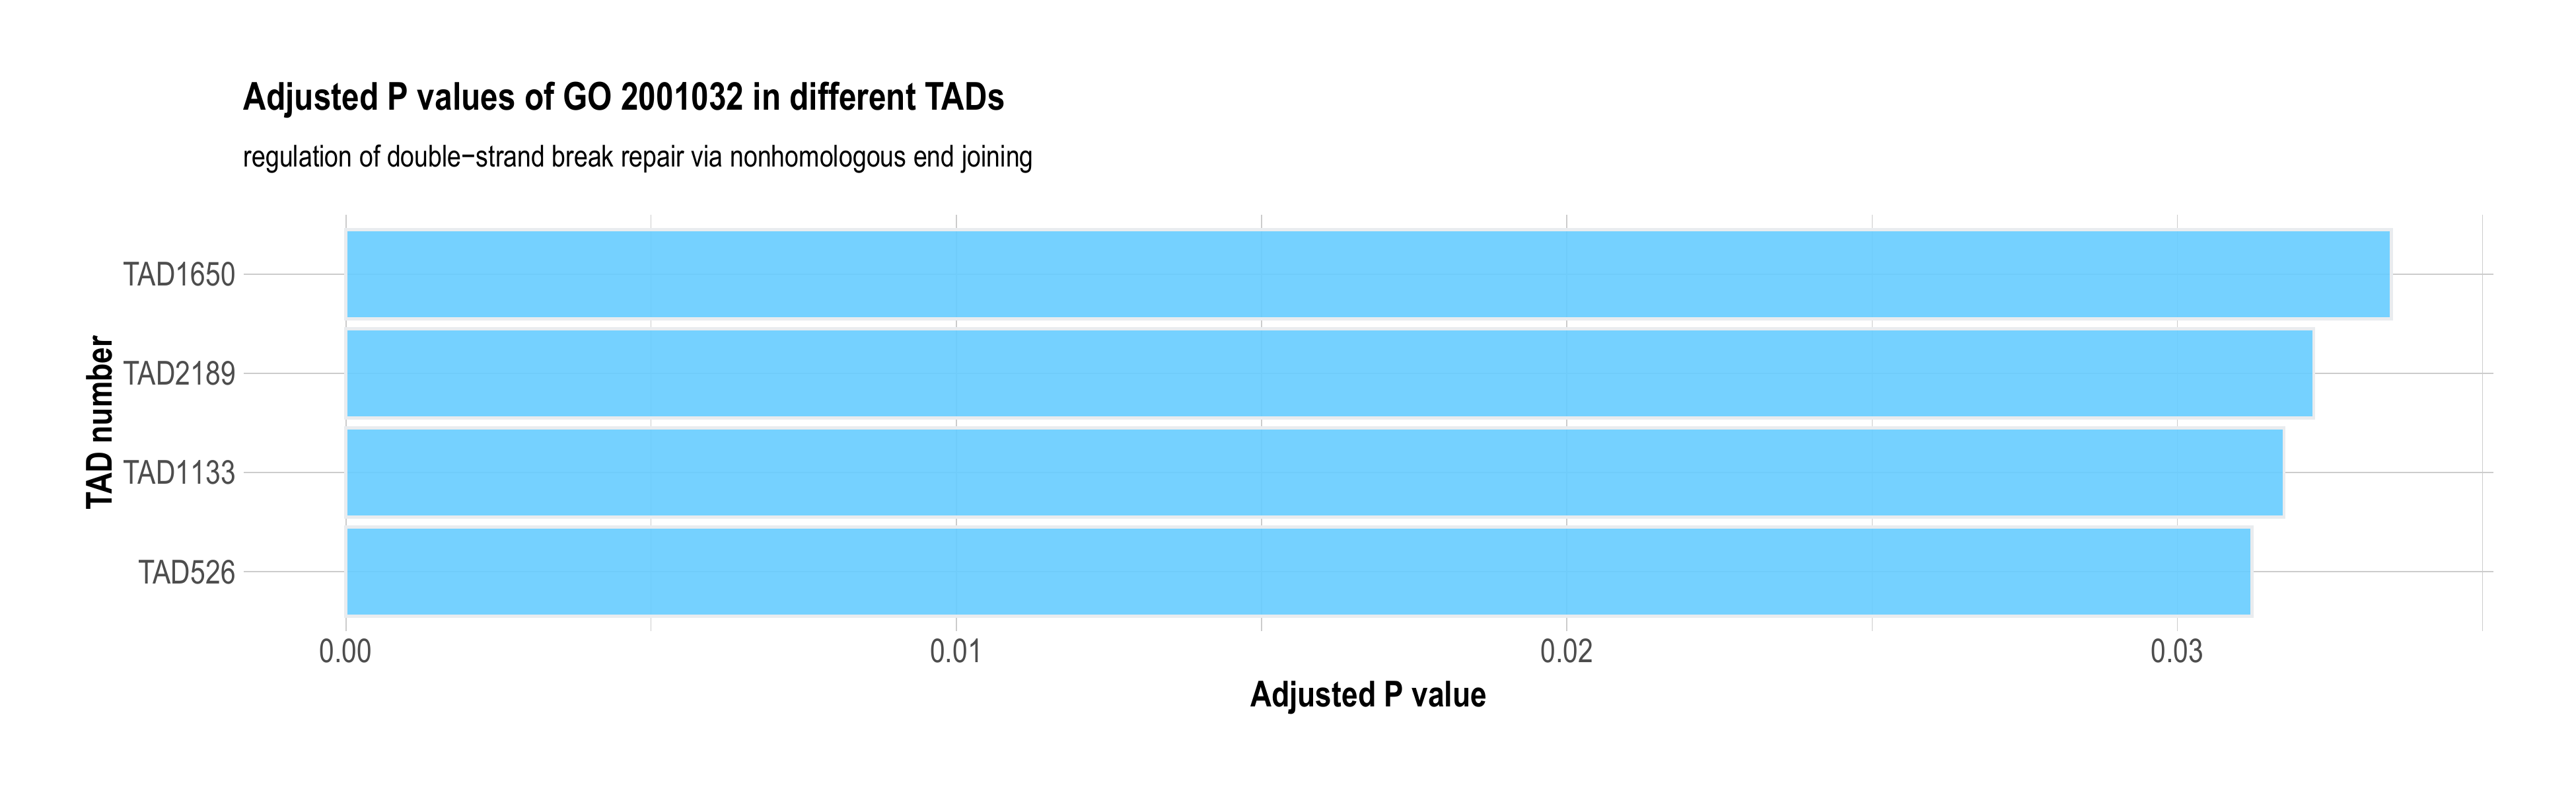 Adjusted P values of GO 2001032 in different TADs
regulation of double−strand break repair via nonhomologous end joining
TAD number
TAD1650
TAD2189
TAD1133
TAD526
0.00 0.01 0.02 0.03
Adjusted P value